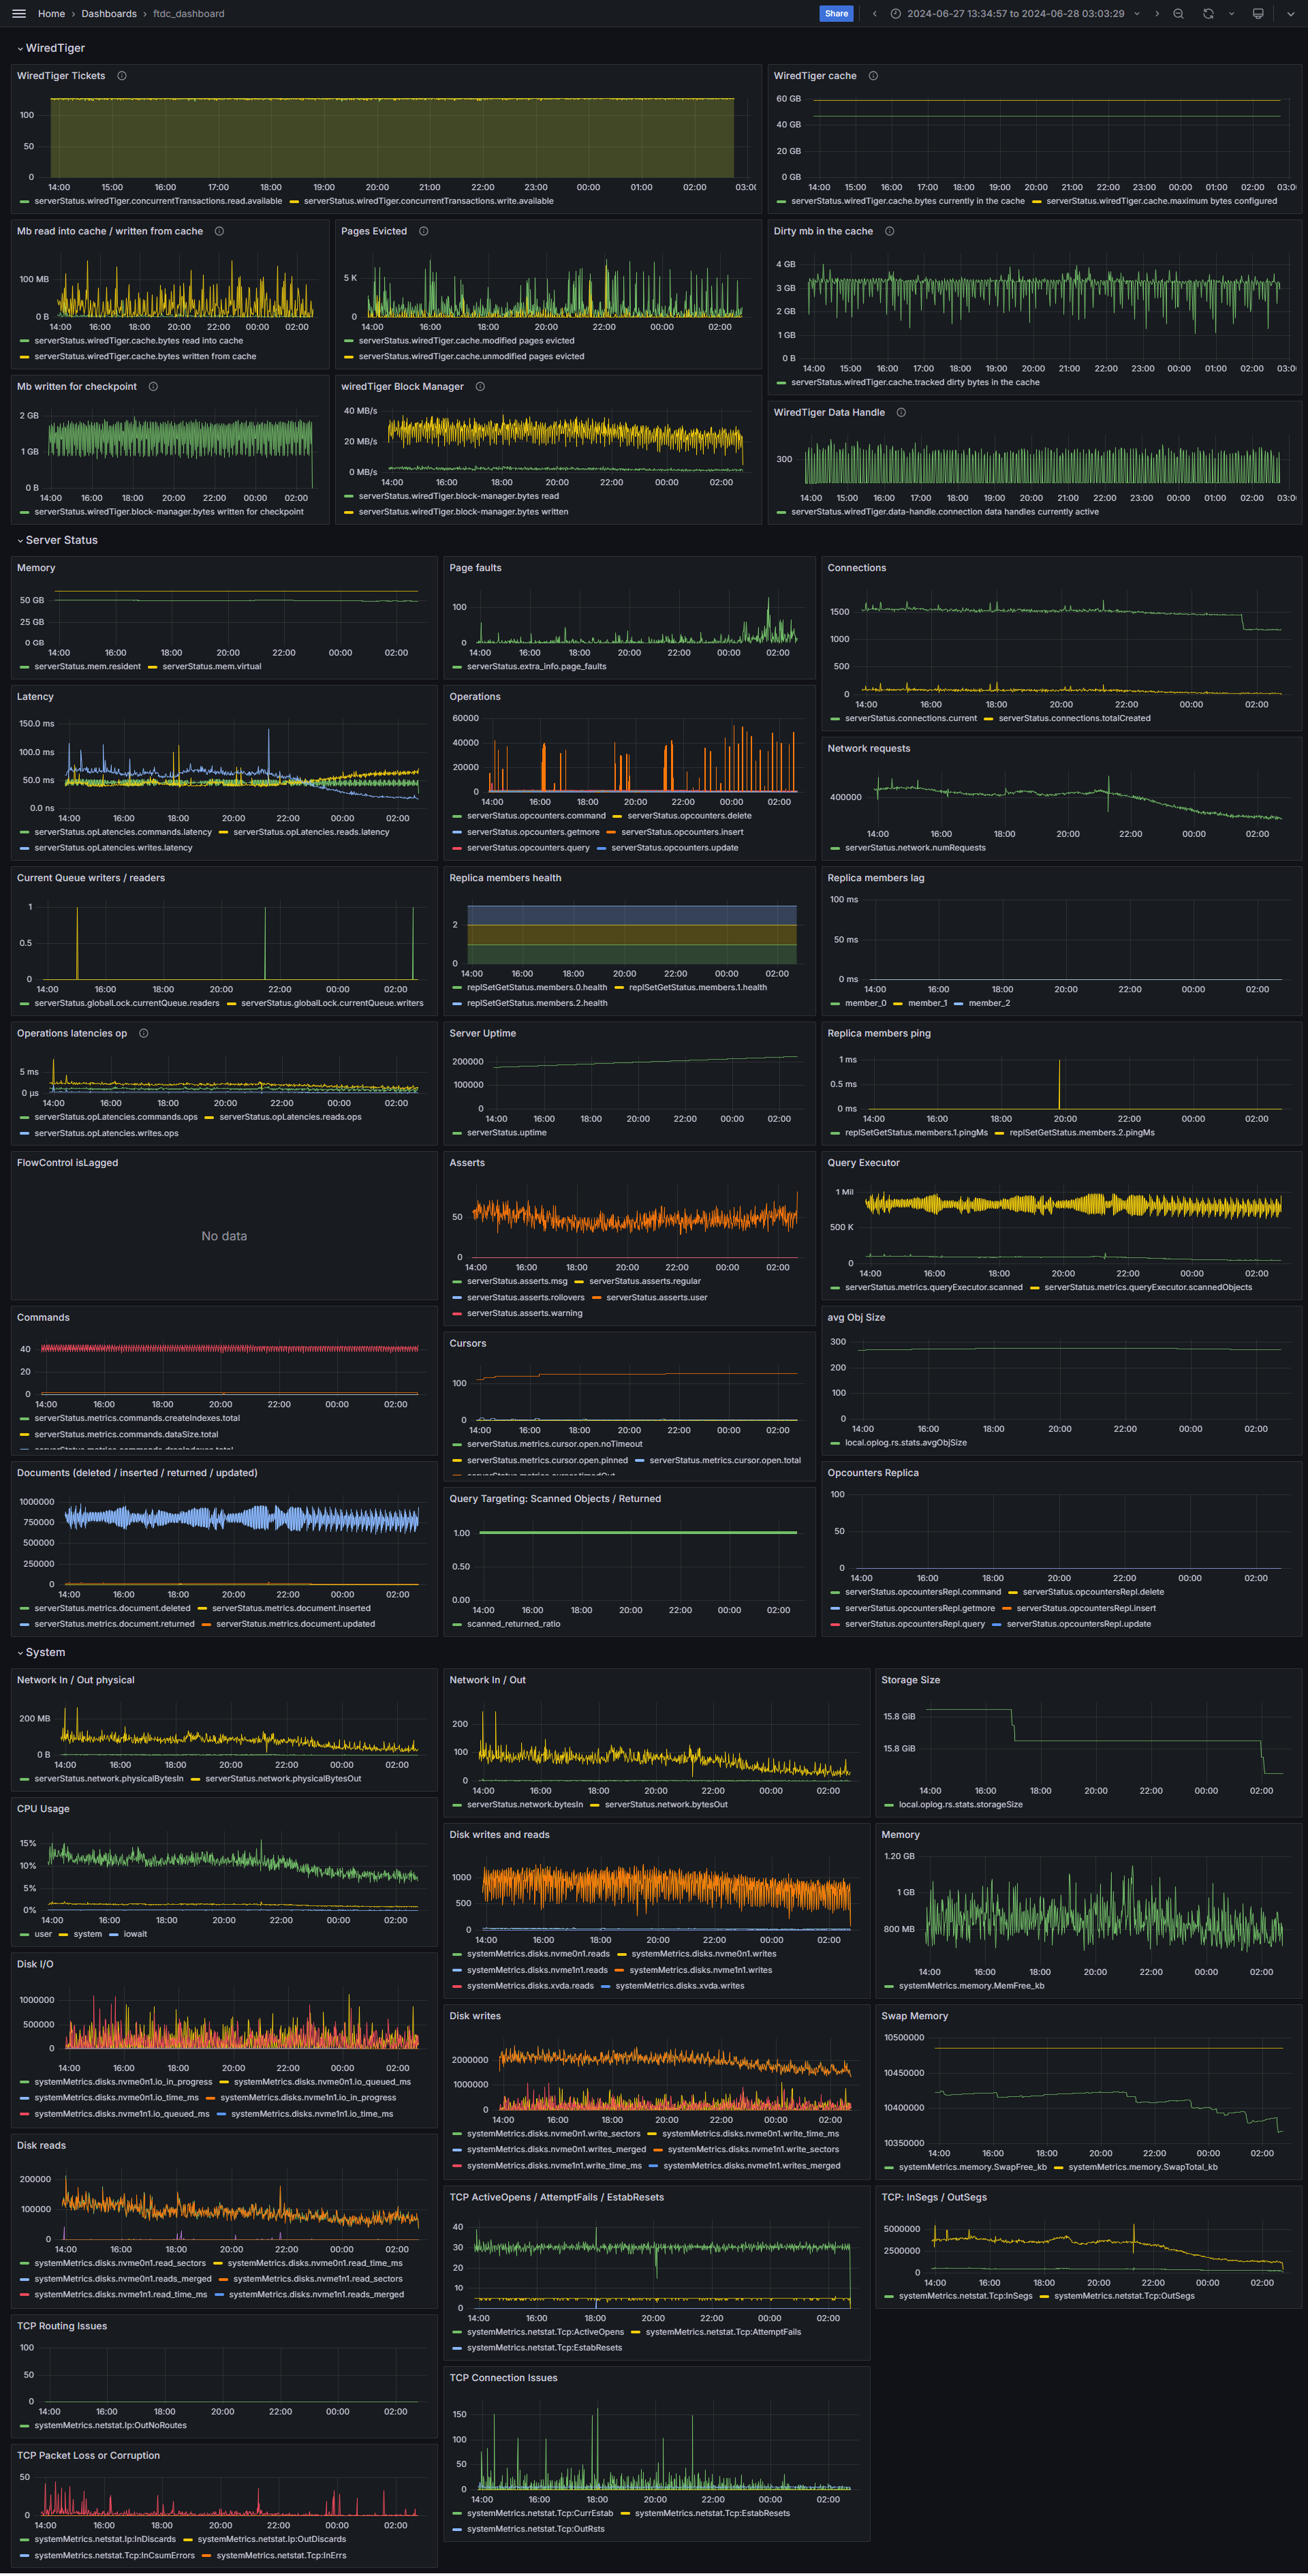 Home › Dashboards › ftdc_dashboard
Share
2024-06-27 13:34:57 to 2024-06-28 03:03:29
WiredTiger
WiredTiger Tickets
100
50
0
14:00 15:00 16:00 17:00 18:00 19:00 20:00 21:00 22:00 23:00 00:00 01:00 02:00 03:00
serverStatus.wiredTiger.concurrentTransactions.read.available serverStatus.wiredTiger.concurrentTransactions.write.available
WiredTiger cache
60 GB
40 GB
20 GB
0 GB
14:00 15:00 16:00 17:00 18:00 19:00 20:00 21:00 22:00 23:00 00:00 01:00 02:00 03:0
serverStatus.wiredTiger.cache.bytes currently in the cache serverStatus.wiredTiger.cache.maximum bytes configured
Mb read into cache / written from cache
100 MB
0 B
14:00 16:00 18:00 20:00 22:00 00:00 02:00
serverStatus.wiredTiger.cache.bytes read into cache
serverStatus.wiredTiger.cache.bytes written from cache
Pages Evicted
5 K
0
14:00 16:00 18:00 20:00 22:00 00:00 02:00
serverStatus.wiredTiger.cache.modified pages evicted
serverStatus.wiredTiger.cache.unmodified pages evicted
Dirty mb in the cache
4 GB
3 GB
2 GB
1 GB
0 B
14:00 15:00 16:00 17:00 18:00 19:00 20:00 21:00 22:00 23:00 00:00 01:00 02:00 03:0
serverStatus.wiredTiger.cache.tracked dirty bytes in the cache
Mb written for checkpoint
2 GB
1 GB
0 B
14:00 16:00 18:00 20:00 22:00 00:00 02:00
serverStatus.wiredTiger.block-manager.bytes written for checkpoint
wiredTiger Block Manager
40 MB/s
20 MB/s
0 MB/s
14:00 16:00 18:00 20:00 22:00 00:00 02:00
serverStatus.wiredTiger.block-manager.bytes read
serverStatus.wiredTiger.block-manager.bytes written
WiredTiger Data Handle
300
14:00 15:00 16:00 17:00 18:00 19:00 20:00 21:00 22:00 23:00 00:00 01:00 02:00 03:0
serverStatus.wiredTiger.data-handle.connection data handles currently active
Server Status
Memory
50 GB
25 GB
0 GB
14:00 16:00 18:00 20:00 22:00 00:00 02:00
serverStatus.mem.resident serverStatus.mem.virtual
Page faults
100
0
14:00 16:00 18:00 20:00 22:00 00:00 02:00
serverStatus.extra_info.page_faults
Connections
1500
1000
500
0
14:00 16:00 18:00 20:00 22:00 00:00 02:00
serverStatus.connections.current serverStatus.connections.totalCreated
Latency
150.0 ms
100.0 ms
50.0 ms
0.0 ns
14:00 16:00 18:00 20:00 22:00 00:00 02:00
serverStatus.opLatencies.commands.latency serverStatus.opLatencies.reads.latency
serverStatus.opLatencies.writes.latency
Operations
60000
40000
20000
0
14:00 16:00 18:00 20:00 22:00 00:00 02:00
serverStatus.opcounters.command serverStatus.opcounters.delete
serverStatus.opcounters.getmore serverStatus.opcounters.insert
serverStatus.opcounters.query serverStatus.opcounters.update
Network requests
400000
14:00 16:00 18:00 20:00 22:00 00:00 02:00
serverStatus.network.numRequests
Current Queue writers / readers
1
0.5
0
14:00 16:00 18:00 20:00 22:00 00:00 02:00
serverStatus.globalLock.currentQueue.readers serverStatus.globalLock.currentQueue.writers
Replica members health
2
0
14:00 16:00 18:00 20:00 22:00 00:00 02:00
replSetGetStatus.members.0.health replSetGetStatus.members.1.health
replSetGetStatus.members.2.health
Replica members lag
100 ms
50 ms
0 ms
14:00 16:00 18:00 20:00 22:00 00:00 02:00
member_0 member_1 member_2
Operations latencies op
5 ms
0 µs
14:00 16:00 18:00 20:00 22:00 00:00 02:00
serverStatus.opLatencies.commands.ops serverStatus.opLatencies.reads.ops
serverStatus.opLatencies.writes.ops
Server Uptime
200000
100000
0
14:00 16:00 18:00 20:00 22:00 00:00 02:00
serverStatus.uptime
Replica members ping
1 ms
0.5 ms
0 ms
14:00 16:00 18:00 20:00 22:00 00:00 02:00
replSetGetStatus.members.1.pingMs replSetGetStatus.members.2.pingMs
FlowControl isLagged
No data
Asserts
50
0
14:00 16:00 18:00 20:00 22:00 00:00 02:00
serverStatus.asserts.msg serverStatus.asserts.regular
serverStatus.asserts.rollovers serverStatus.asserts.user
serverStatus.asserts.warning
Query Executor
1 Mil
500 K
0
14:00 16:00 18:00 20:00 22:00 00:00 02:00
serverStatus.metrics.queryExecutor.scanned serverStatus.metrics.queryExecutor.scannedObjects
Commands
40
20
0
14:00 16:00 18:00 20:00 22:00 00:00 02:00
serverStatus.metrics.commands.createIndexes.total
serverStatus.metrics.commands.dataSize.total
serverStatus.metrics.commands.dropIndexes.total
Cursors
100
0
14:00 16:00 18:00 20:00 22:00 00:00 02:00
serverStatus.metrics.cursor.open.noTimeout
serverStatus.metrics.cursor.open.pinned serverStatus.metrics.cursor.open.total
serverStatus.metrics.cursor.timedOut
avg Obj Size
300
200
100
0
14:00 16:00 18:00 20:00 22:00 00:00 02:00
local.oplog.rs.stats.avgObjSize
Documents (deleted / inserted / returned / updated)
1000000
750000
500000
250000
0
14:00 16:00 18:00 20:00 22:00 00:00 02:00
serverStatus.metrics.document.deleted serverStatus.metrics.document.inserted
serverStatus.metrics.document.returned serverStatus.metrics.document.updated
Query Targeting: Scanned Objects / Returned
1.00
0.50
0.00
14:00 16:00 18:00 20:00 22:00 00:00 02:00
scanned_returned_ratio
Opcounters Replica
100
50
0
14:00 16:00 18:00 20:00 22:00 00:00 02:00
serverStatus.opcountersRepl.command serverStatus.opcountersRepl.delete
serverStatus.opcountersRepl.getmore serverStatus.opcountersRepl.insert
serverStatus.opcountersRepl.query serverStatus.opcountersRepl.update
System
Network In / Out physical
200 MB
0 B
14:00 16:00 18:00 20:00 22:00 00:00 02:00
serverStatus.network.physicalBytesIn serverStatus.network.physicalBytesOut
Network In / Out
200
100
0
14:00 16:00 18:00 20:00 22:00 00:00 02:00
serverStatus.network.bytesIn serverStatus.network.bytesOut
Storage Size
15.8 GiB
15.8 GiB
14:00 16:00 18:00 20:00 22:00 00:00 02:00
local.oplog.rs.stats.storageSize
CPU Usage
15%
10%
5%
0%
14:00 16:00 18:00 20:00 22:00 00:00 02:00
user system iowait
Disk writes and reads
1000
500
0
14:00 16:00 18:00 20:00 22:00 00:00 02:00
systemMetrics.disks.nvme0n1.reads systemMetrics.disks.nvme0n1.writes
systemMetrics.disks.nvme1n1.reads systemMetrics.disks.nvme1n1.writes
systemMetrics.disks.xvda.reads systemMetrics.disks.xvda.writes
Memory
1.20 GB
1 GB
800 MB
14:00 16:00 18:00 20:00 22:00 00:00 02:00
systemMetrics.memory.MemFree_kb
Disk I/O
1000000
500000
0
14:00 16:00 18:00 20:00 22:00 00:00 02:00
systemMetrics.disks.nvme0n1.io_in_progress systemMetrics.disks.nvme0n1.io_queued_ms
systemMetrics.disks.nvme0n1.io_time_ms systemMetrics.disks.nvme1n1.io_in_progress
systemMetrics.disks.nvme1n1.io_queued_ms systemMetrics.disks.nvme1n1.io_time_ms
Disk writes
2000000
1000000
0
14:00 16:00 18:00 20:00 22:00 00:00 02:00
systemMetrics.disks.nvme0n1.write_sectors systemMetrics.disks.nvme0n1.write_time_ms
systemMetrics.disks.nvme0n1.writes_merged systemMetrics.disks.nvme1n1.write_sectors
systemMetrics.disks.nvme1n1.write_time_ms systemMetrics.disks.nvme1n1.writes_merged
Swap Memory
10500000
10450000
10400000
10350000
14:00 16:00 18:00 20:00 22:00 00:00 02:00
systemMetrics.memory.SwapFree_kb systemMetrics.memory.SwapTotal_kb
Disk reads
200000
100000
0
14:00 16:00 18:00 20:00 22:00 00:00 02:00
systemMetrics.disks.nvme0n1.read_sectors systemMetrics.disks.nvme0n1.read_time_ms
systemMetrics.disks.nvme0n1.reads_merged systemMetrics.disks.nvme1n1.read_sectors
systemMetrics.disks.nvme1n1.read_time_ms systemMetrics.disks.nvme1n1.reads_merged
TCP ActiveOpens / AttemptFails / EstabResets
40
30
20
10
0
14:00 16:00 18:00 20:00 22:00 00:00 02:00
systemMetrics.netstat.Tcp:ActiveOpens systemMetrics.netstat.Tcp:AttemptFails
systemMetrics.netstat.Tcp:EstabResets
TCP: InSegs / OutSegs
5000000
2500000
0
14:00 16:00 18:00 20:00 22:00 00:00 02:00
systemMetrics.netstat.Tcp:InSegs systemMetrics.netstat.Tcp:OutSegs
TCP Routing Issues
100
50
0
14:00 16:00 18:00 20:00 22:00 00:00 02:00
systemMetrics.netstat.Ip:OutNoRoutes
TCP Connection Issues
150
100
50
0
14:00 16:00 18:00 20:00 22:00 00:00 02:00
systemMetrics.netstat.Tcp:CurrEstab systemMetrics.netstat.Tcp:EstabResets
systemMetrics.netstat.Tcp:OutRsts
TCP Packet Loss or Corruption
50
0
14:00 16:00 18:00 20:00 22:00 00:00 02:00
systemMetrics.netstat.Ip:InDiscards systemMetrics.netstat.Ip:OutDiscards
systemMetrics.netstat.Tcp:InCsumErrors systemMetrics.netstat.Tcp:InErrs